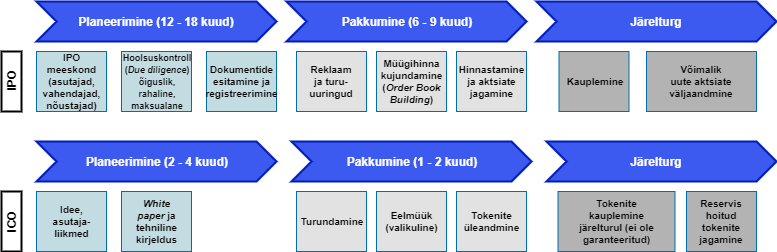 Planeerimine (12 - 18 kuud)
Pakkumine (6 - 9 kuud)
Järelturg
IPO
IPO
meeskond
(asutajad,
vahendajad,
nõustajad)
Hoolsuskontroll
(Due diligence)
õiguslik,
rahaline,
maksualane
Dokumentide
esitamine ja
registreerimine
Reklaam
ja turu-
uuringud
Müügihinna
kujundamine
(Order Book
Building)
Hinnastamine
ja aktsiate
jagamine
Kauplemine
Võimalik
uute aktsiate
väljaandmine
Planeerimine (2 - 4 kuud)
Pakkumine (1 - 2 kuud)
Järelturg
ICO
Idee,
asutaja-
liikmed
White
paper ja
tehniline
kirjeldus
Turundamine
Eelmüük
(valikuline)
Tokenite
üleandmine
Tokenite
kauplemine
järelturul (ei ole
garanteeritud)
Reservis
hoitud
tokenite
jagamine